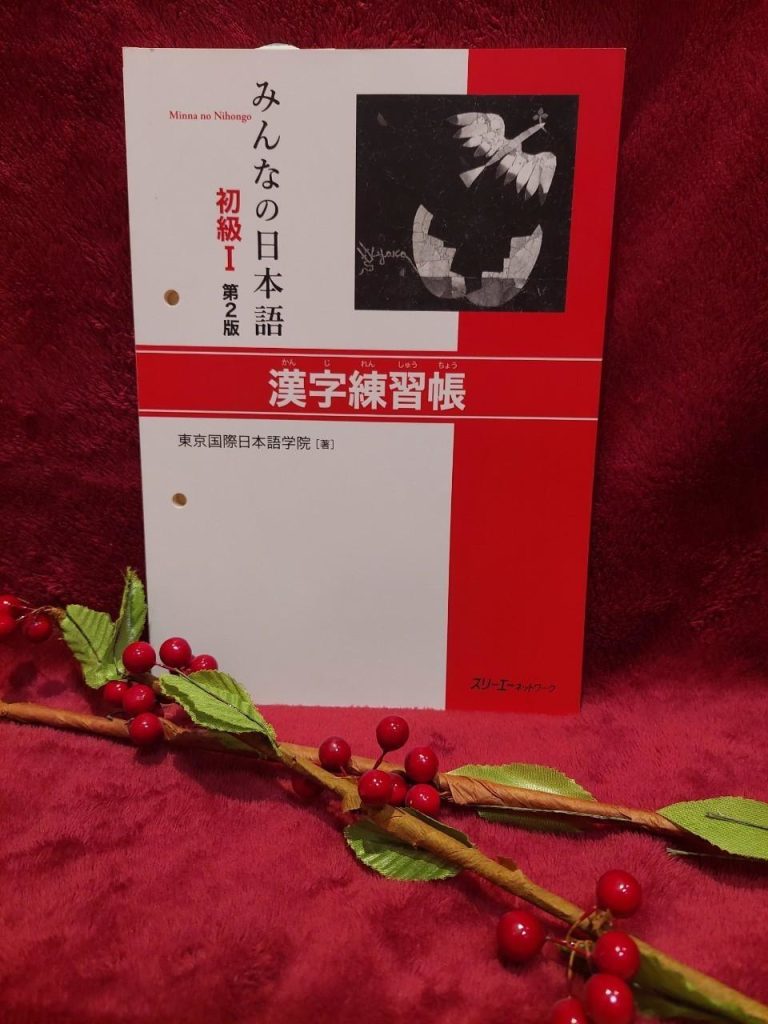 みんなの日本語
Minna no Nihongo
初級Ⅰ 第2版
かん じ れん しゅう ちょう
漢字練習帳
東京国際日本語学院[著]
スリーエーネットワーク